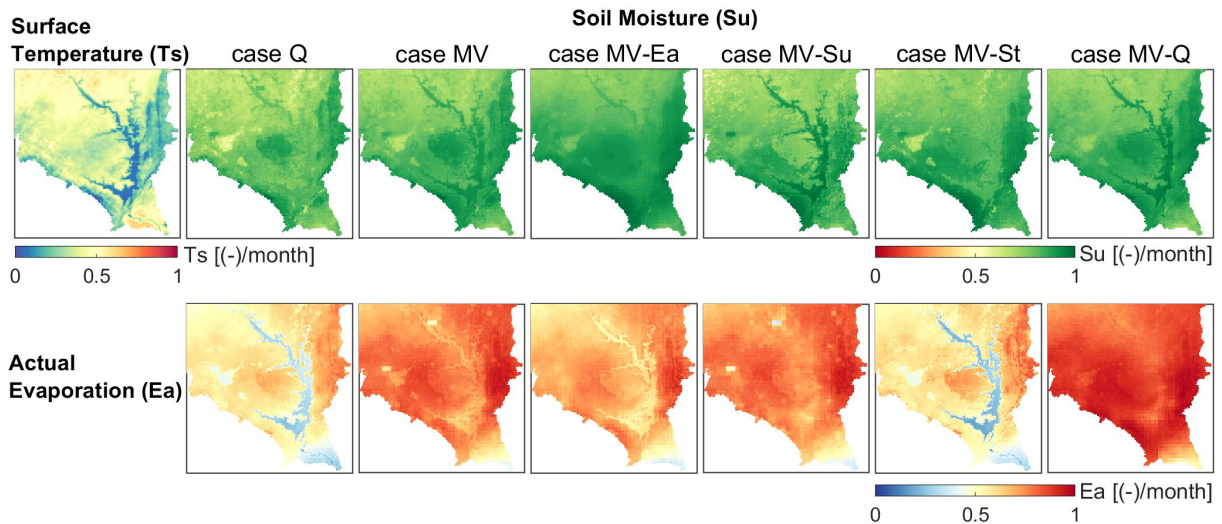 Surface
Temperature (Ts)
Soil Moisture (Su)
case Q
case MV
case MV-Ea
case MV-Su
case MV-St
case MV-Q
Ts [(-)/month]
0
0.5
1
Su [(-)/month]
0
0.5
1
Actual
Evaporation (Ea)
Ea [(-)/month]
0
0.5
1